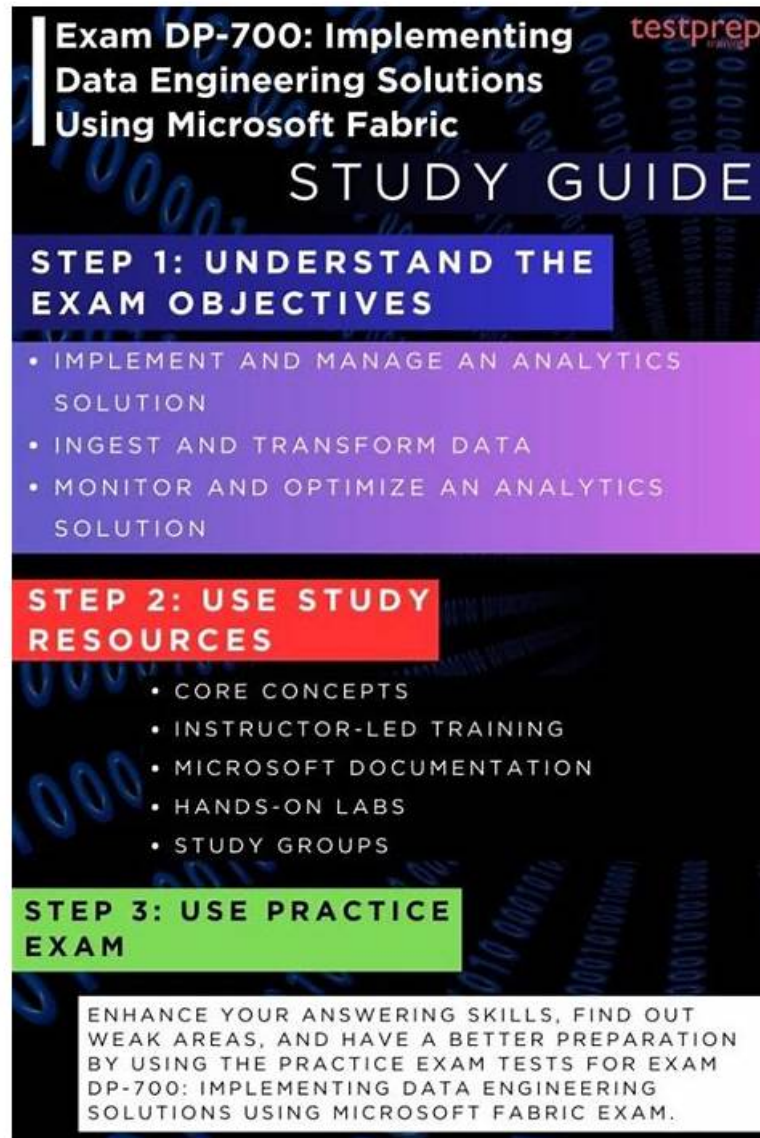 Exam DP-700: Implementing
Data Engineering Solutions
Using Microsoft Fabric
testprep
training
STUDY GUIDE
STEP 1: UNDERSTAND THE
EXAM OBJECTIVES
• IMPLEMENT AND MANAGE AN ANALYTICS
SOLUTION
• INGEST AND TRANSFORM DATA
• MONITOR AND OPTIMIZE AN ANALYTICS
SOLUTION
STEP 2: USE STUDY
RESOURCES
• CORE CONCEPTS
• INSTRUCTOR-LED TRAINING
• MICROSOFT DOCUMENTATION
• HANDS-ON LABS
• STUDY GROUPS
STEP 3: USE PRACTICE
EXAM
ENHANCE YOUR ANSWERING SKILLS, FIND OUT
WEAK AREAS, AND HAVE A BETTER PREPARATION
BY USING THE PRACTICE EXAM TESTS FOR EXAM
DP-700: IMPLEMENTING DATA ENGINEERING
SOLUTIONS USING MICROSOFT FABRIC EXAM.